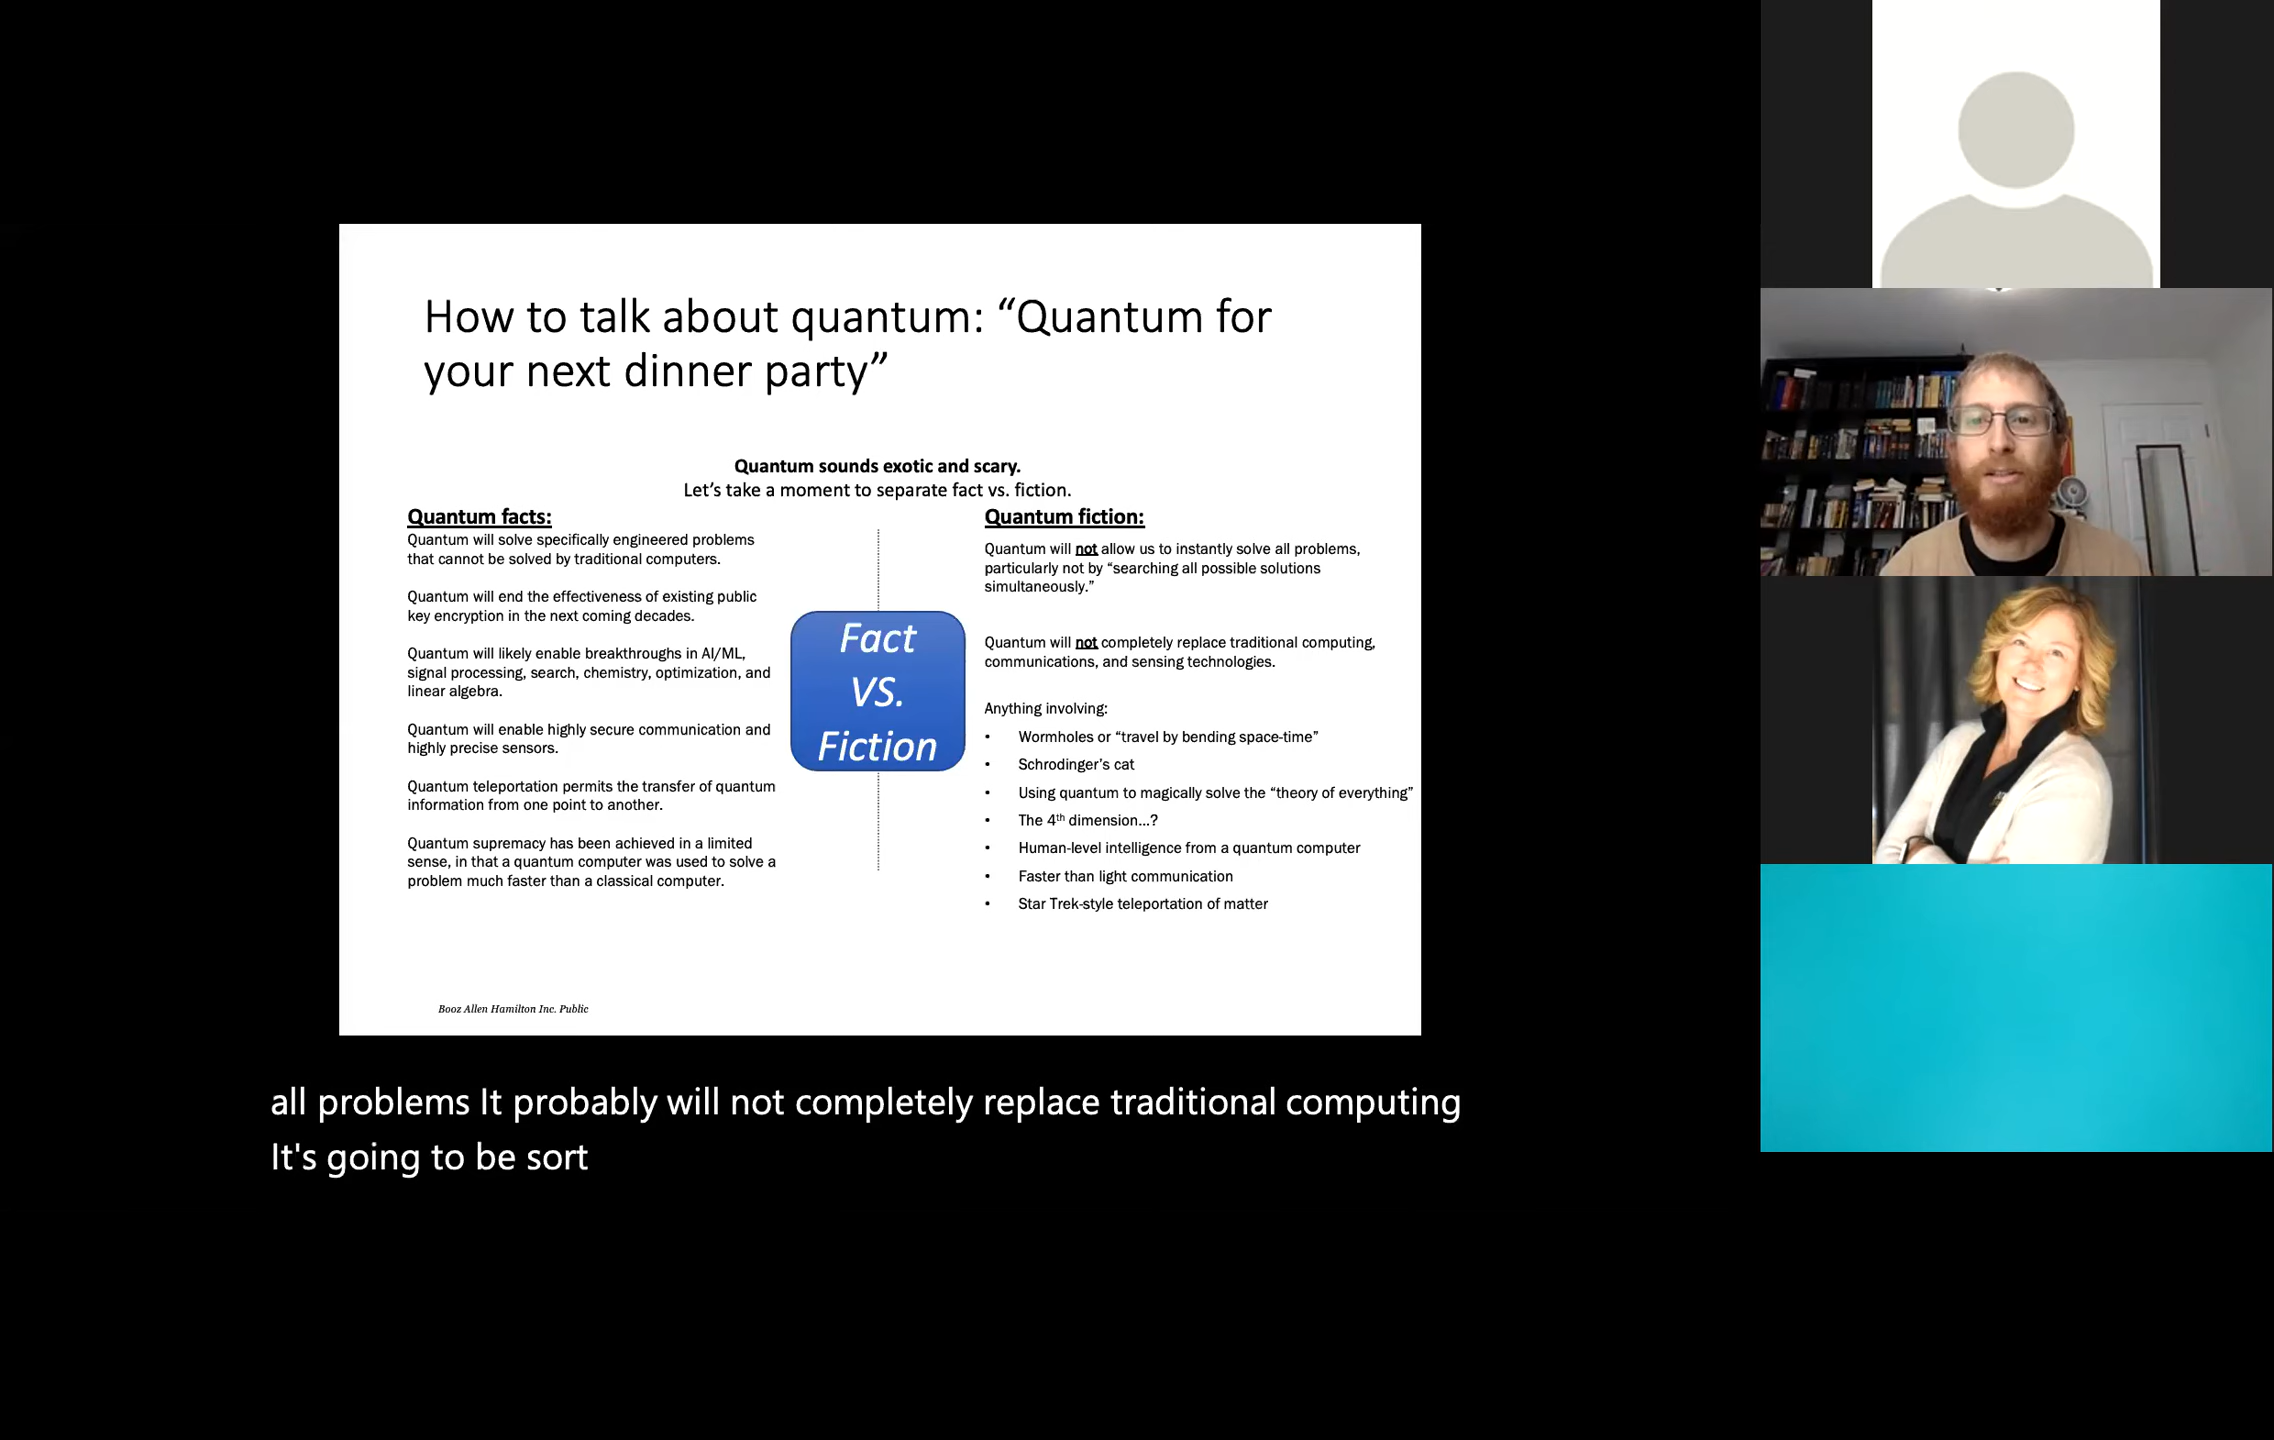 How to talk about quantum: “Quantum for
your next dinner party”
Quantum sounds exotic and scary.
Let’s take a moment to separate fact vs. fiction.
Quantum facts:
Quantum will solve specifically engineered problems
that cannot be solved by traditional computers.
Quantum will end the effectiveness of existing public
key encryption in the next coming decades.
Quantum will likely enable breakthroughs in AI/ML,
signal processing, search, chemistry, optimization, and
linear algebra.
Quantum will enable highly secure communication and
highly precise sensors.
Quantum teleportation permits the transfer of quantum
information from one point to another.
Quantum supremacy has been achieved in a limited
sense, in that a quantum computer was used to solve a
problem much faster than a classical computer.
Fact
VS.
Fiction
Quantum fiction:
Quantum will not allow us to instantly solve all problems,
particularly not by “searching all possible solutions
simultaneously.”
Quantum will not completely replace traditional computing,
communications, and sensing technologies.
Anything involving:
• Wormholes or “travel by bending space-time”
• Schrodinger’s cat
• Using quantum to magically solve the “theory of everything”
• The 4th dimension...?
• Human-level intelligence from a quantum computer
• Faster than light communication
• Star Trek-style teleportation of matter
Booz Allen Hamilton Inc. Public
all problems It probably will not completely replace traditional computing
It's going to be sort